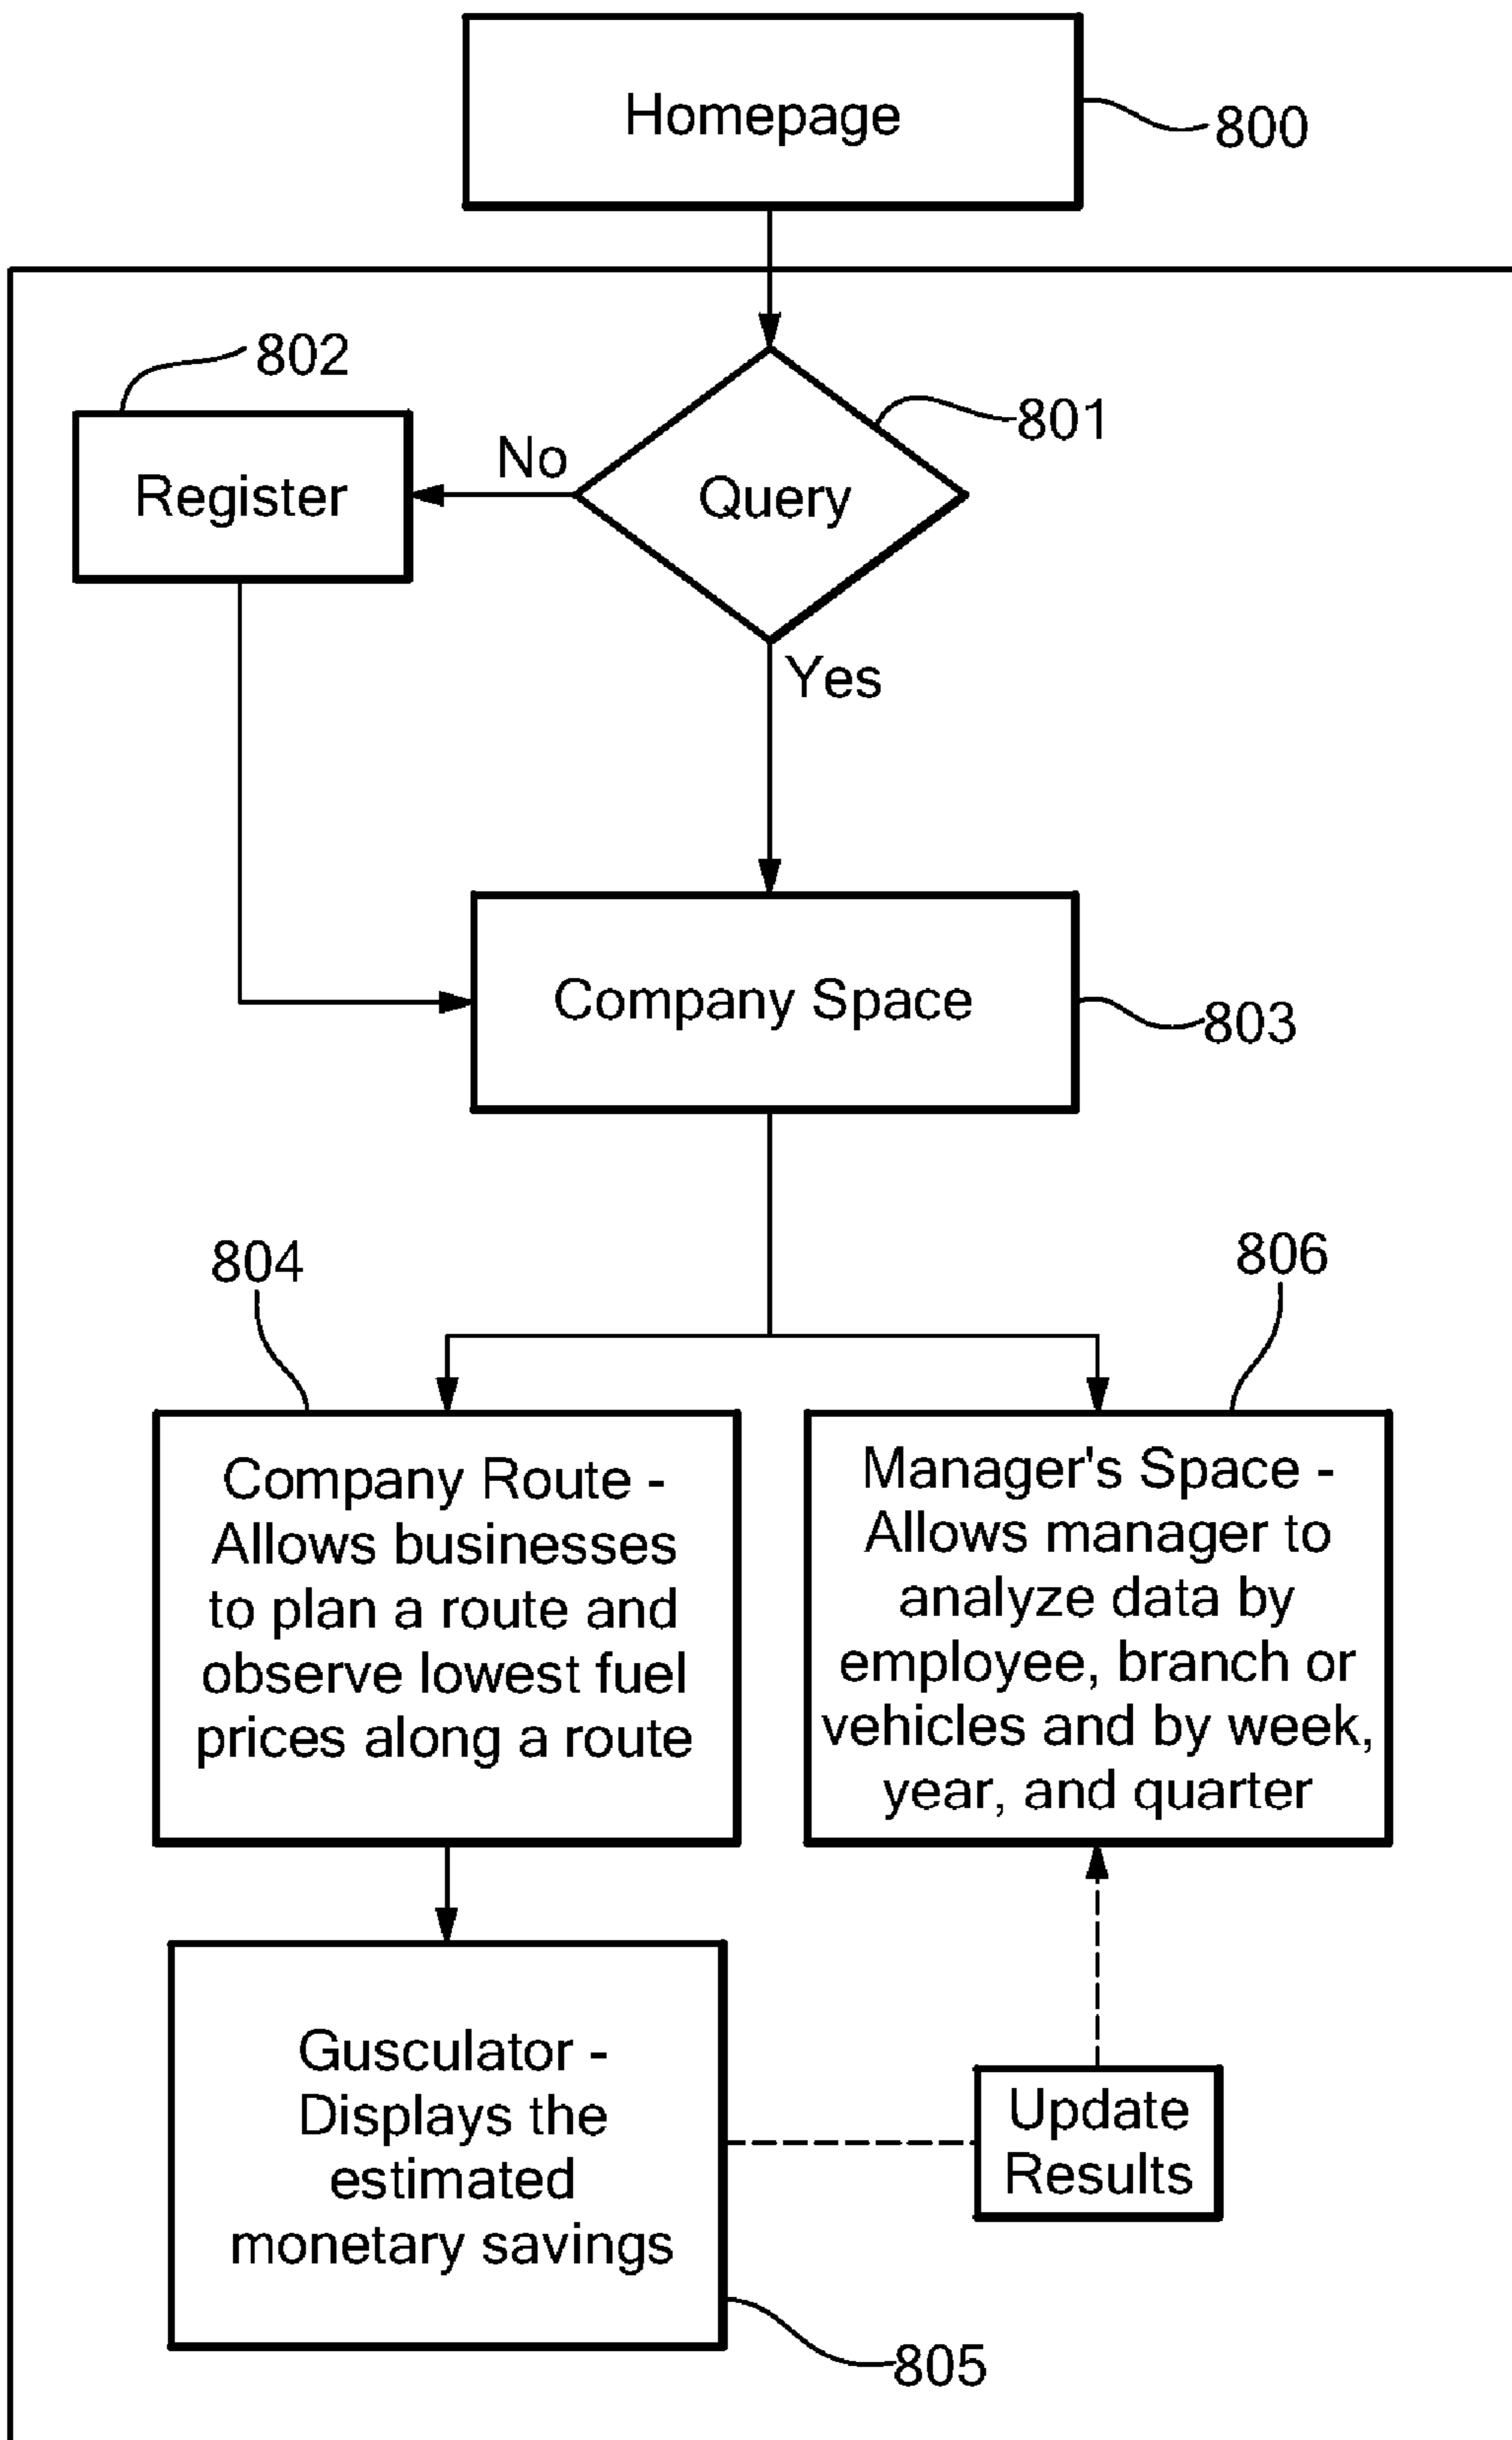 Homepage
800
802
801
No
Register
Query
Yes
Company Space
803
804
806
Company Route -
Allows businesses
to plan a route and
observe lowest fuel
prices along a route
Manager's Space -
Allows manager to
analyze data by
employee, branch or
vehicles and by week,
year, and quarter
Gusculator -
Displays the
estimated
monetary savings
Update
Results
805